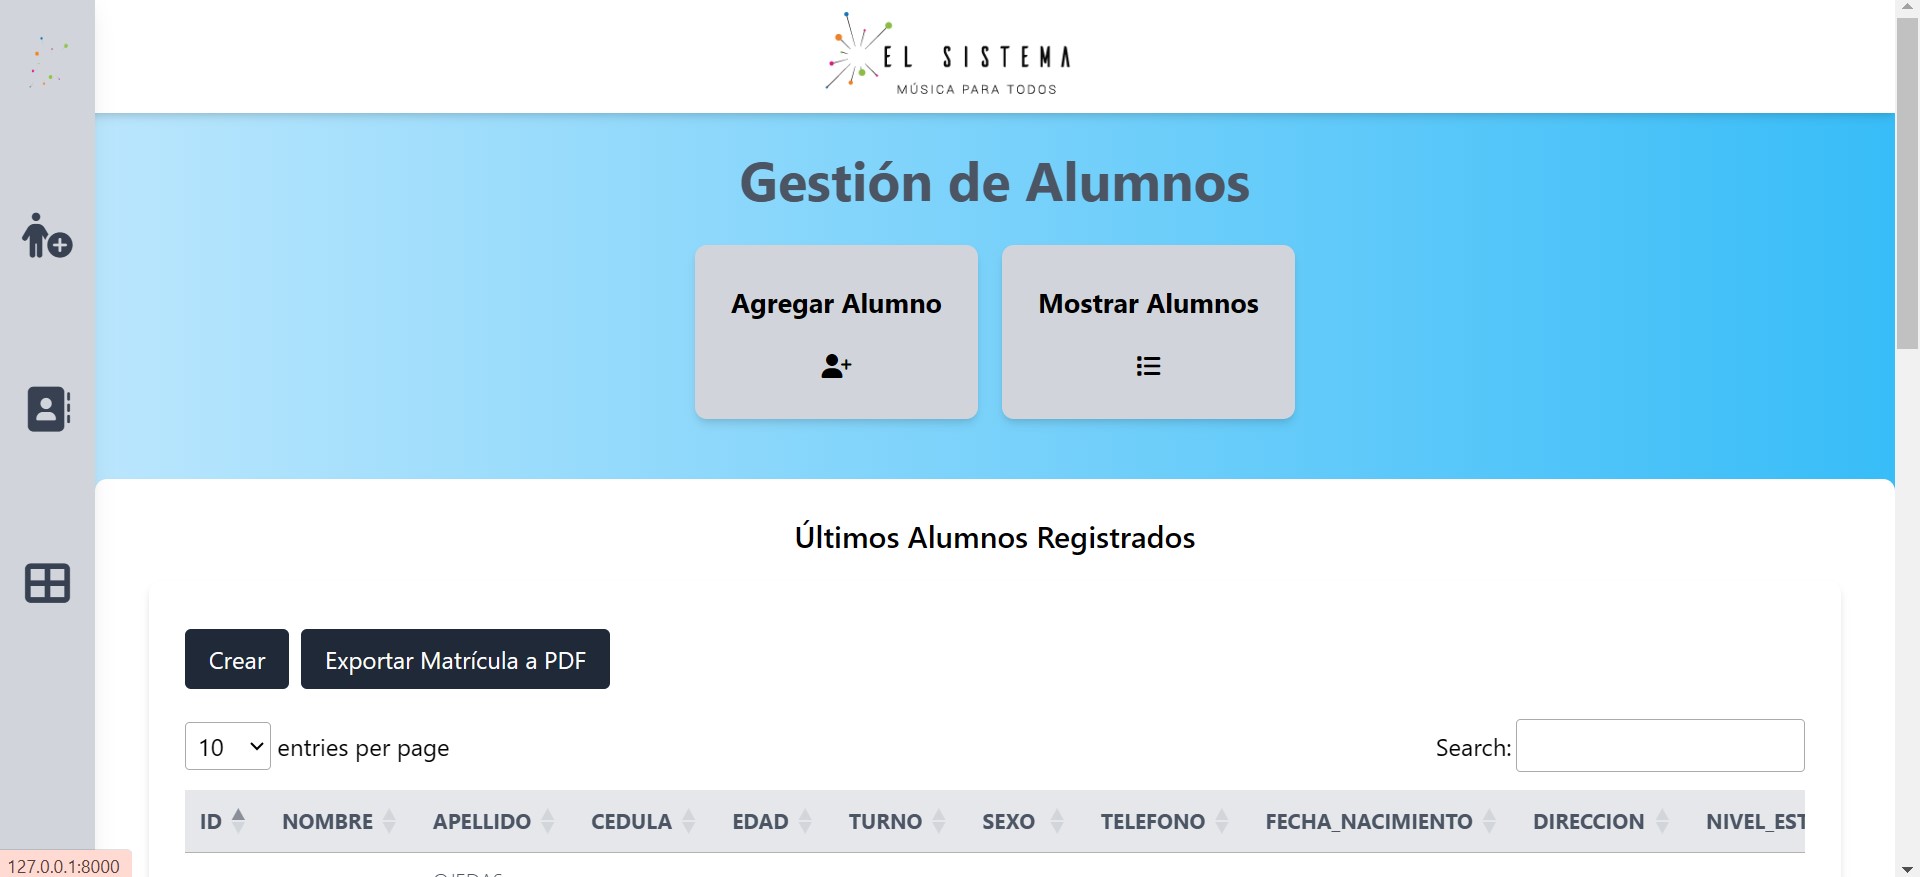 EL SISTEMA
MÚSICA PARA TODOS
Gestión de Alumnos
Agregar Alumno
Mostrar Alumnos
Últimos Alumnos Registrados
Crear
Exportar Matrícula a PDF
10 entries per page
Search:
ID NOMBRE APELLIDO CEDULA EDAD TURNO SEXO TELEFONO FECHA_NACIMIENTO DIRECCION NIVEL_EST
127.0.0.1:8000